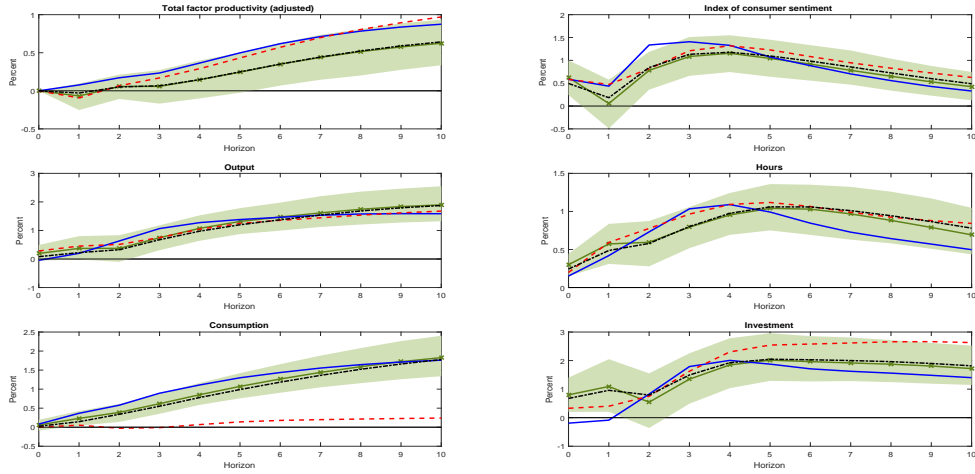 Total factor productivity (adjusted)
Percent
1
0.5
0
-0.5
0 1 2 3 4 5 6 7 8 9 10
Horizon
Index of consumer sentiment
Percent
2
1.5
1
0.5
0
-0.5
0 1 2 3 4 5 6 7 8 9 10
Horizon
Output
Percent
3
2
1
0
-1
0 1 2 3 4 5 6 7 8 9 10
Horizon
Hours
Percent
1.5
1
0.5
0
0 1 2 3 4 5 6 7 8 9 10
Horizon
Consumption
Percent
2.5
2
1.5
1
0.5
0
-0.5
0 1 2 3 4 5 6 7 8 9 10
Horizon
Investment
Percent
3
2
1
0
-1
0 1 2 3 4 5 6 7 8 9 10
Horizon